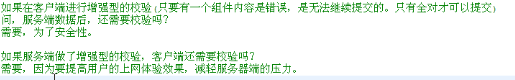 如果在客户端进行增强型的校验(只要有一个组件内容是错误，是无法继续提交的。只有全对才可以提交)
问，服务端数据后，还需要校验吗？
需要，为了安全性。
如果服务端做了增强型的校验，客户端还需要校验吗？
需要，因为要提高用户的上网体验效果，减轻服务器端的压力。